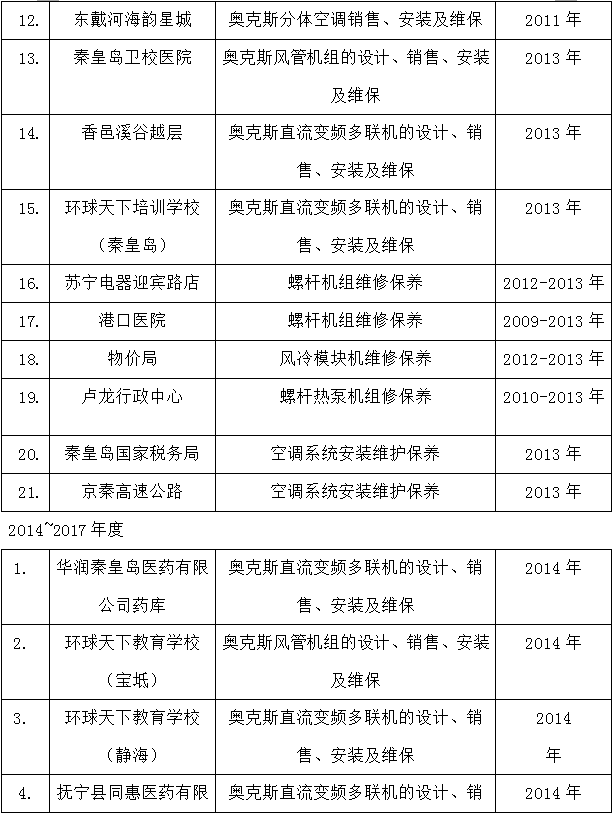 12. 东戴河海韵星城 奥克斯分体空调销售、安装及维保 2011 年
13. 秦皇岛卫校医院 奥克斯风管机组的设计、销售、安装 2013 年
及维保
14. 香邑溪谷越层 奥克斯直流变频多联机的设计、销 2013 年
售、安装及维保
15. 环球天下培训学校 奥克斯直流变频多联机的设计、销 2013 年
（秦皇岛） 售、安装及维保
16. 苏宁电器迎宾路店 螺杆机组维修保养 2012-2013 年
17. 港口医院 螺杆机组维修保养 2009-2013 年
18. 物价局 风冷模块机维修保养 2012-2013 年
19. 卢龙行政中心 螺杆热泵机组修保养 2010-2013 年
20. 秦皇岛国家税务局 空调系统安装维护保养 2013 年
21. 京秦高速公路 空调系统安装维护保养 2013 年
2014~2017 年度
1. 华润秦皇岛医药有限 奥克斯直流变频多联机的设计、销 2014 年
公司药库 售、安装及维保
2. 环球天下教育学校 奥克斯风管机组的设计、销售、安装 2014 年
（宝坻） 及维保
3. 环球天下教育学校 奥克斯直流变频多联机的设计、销 2014
（静海） 售、安装及维保 年
4. 抚宁县同惠医药有限 奥克斯直流变频多联机的设计、销 2014 年